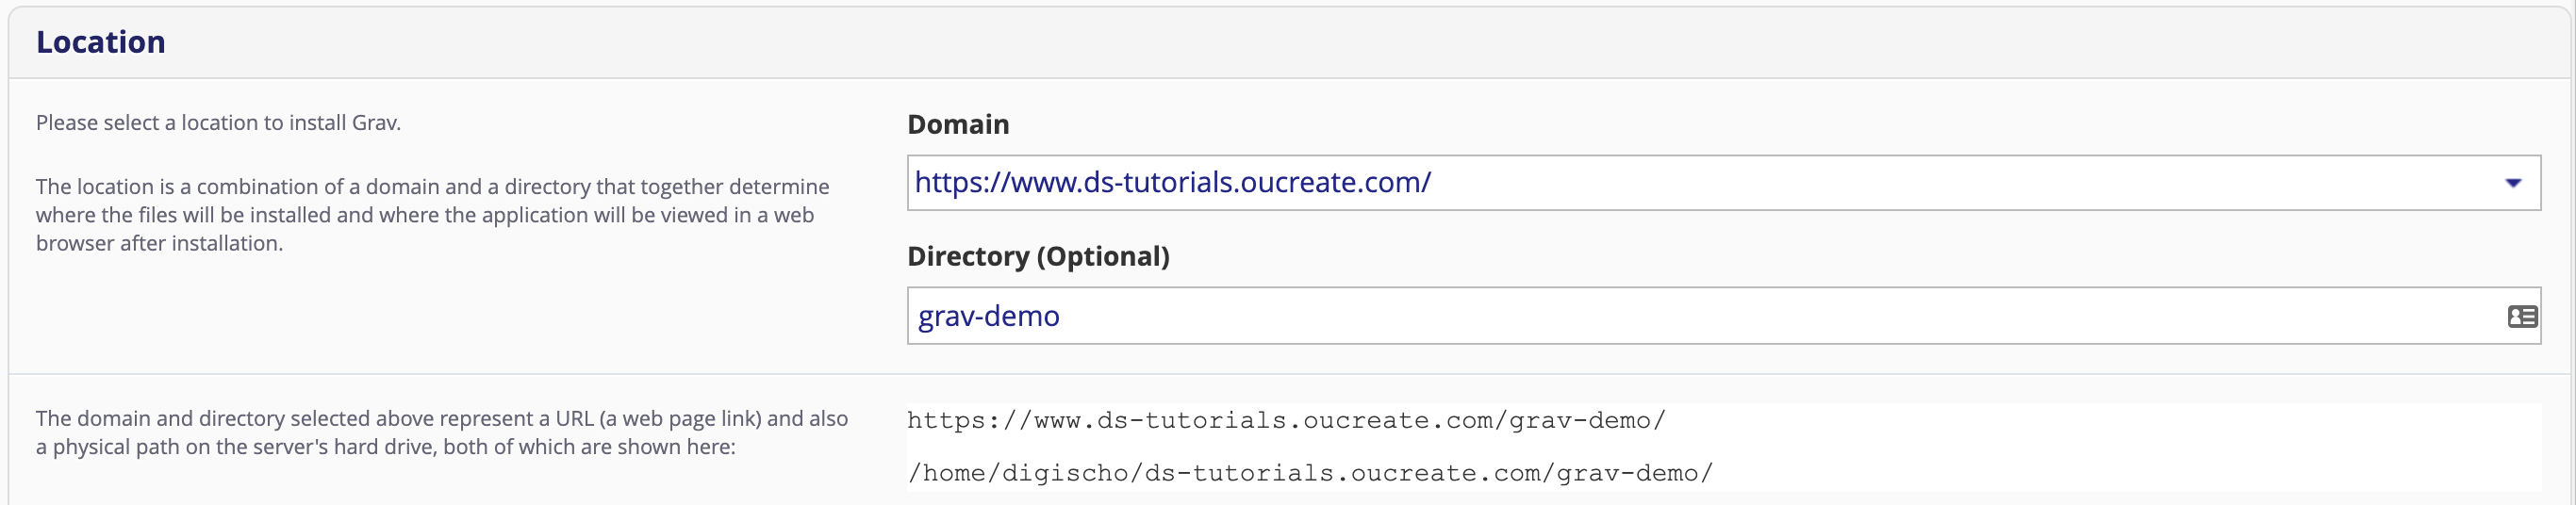 Location
Please select a location to install Grav.
The location is a combination of a domain and a directory that together determine
where the files will be installed and where the application will be viewed in a web
browser after installation.
Domain
https://www.ds-tutorials.oucreate.com/
Directory (Optional)
grav-demo
The domain and directory selected above represent a URL (a web page link) and also
a physical path on the server's hard drive, both of which are shown here:
https://www.ds-tutorials.oucreate.com/grav-demo/
/home/digischo/ds-tutorials.oucreate.com/grav-demo/